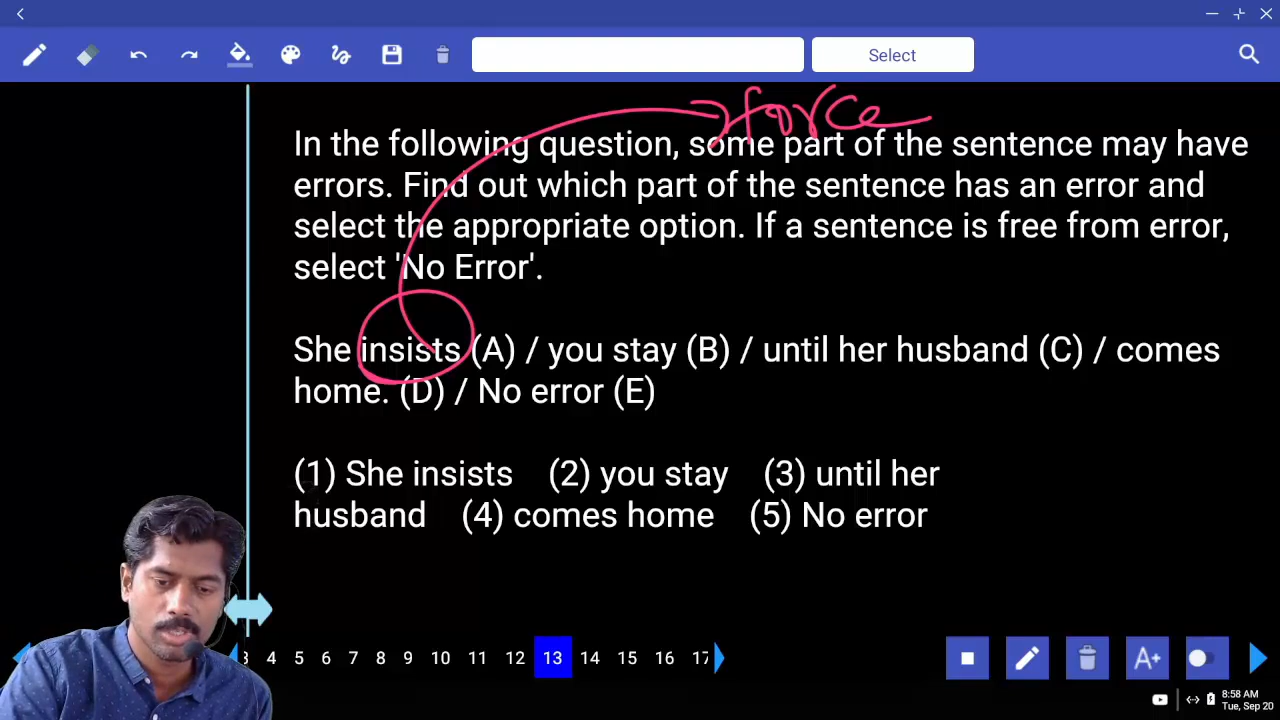 Select
force
In the following question, some part of the sentence may have
errors. Find out which part of the sentence has an error and
select the appropriate option. If a sentence is free from error,
select 'No Error'.
She insists (A) / you stay (B) / until her husband (C) / comes
home. (D) / No error (E)
(1) She insists (2) you stay (3) until her
husband (4) comes home (5) No error
3 4 5 6 7 8 9 10 11 12 13 14 15 16 17
A+
8:58 AM
Tue, Sep 20